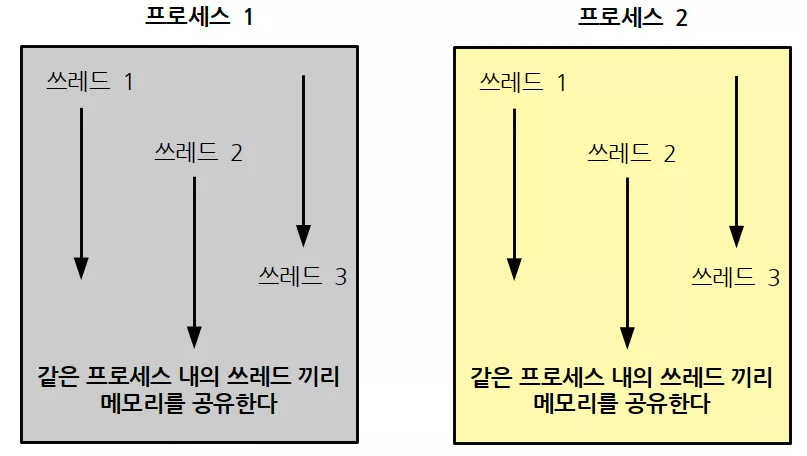 프로세스 1
쓰레드 1
쓰레드 2
쓰레드 3
같은 프로세스 내의 쓰레드 끼리
메모리를 공유한다
프로세스 2
쓰레드 1
쓰레드 2
쓰레드 3
같은 프로세스 내의 쓰레드 끼리
메모리를 공유한다